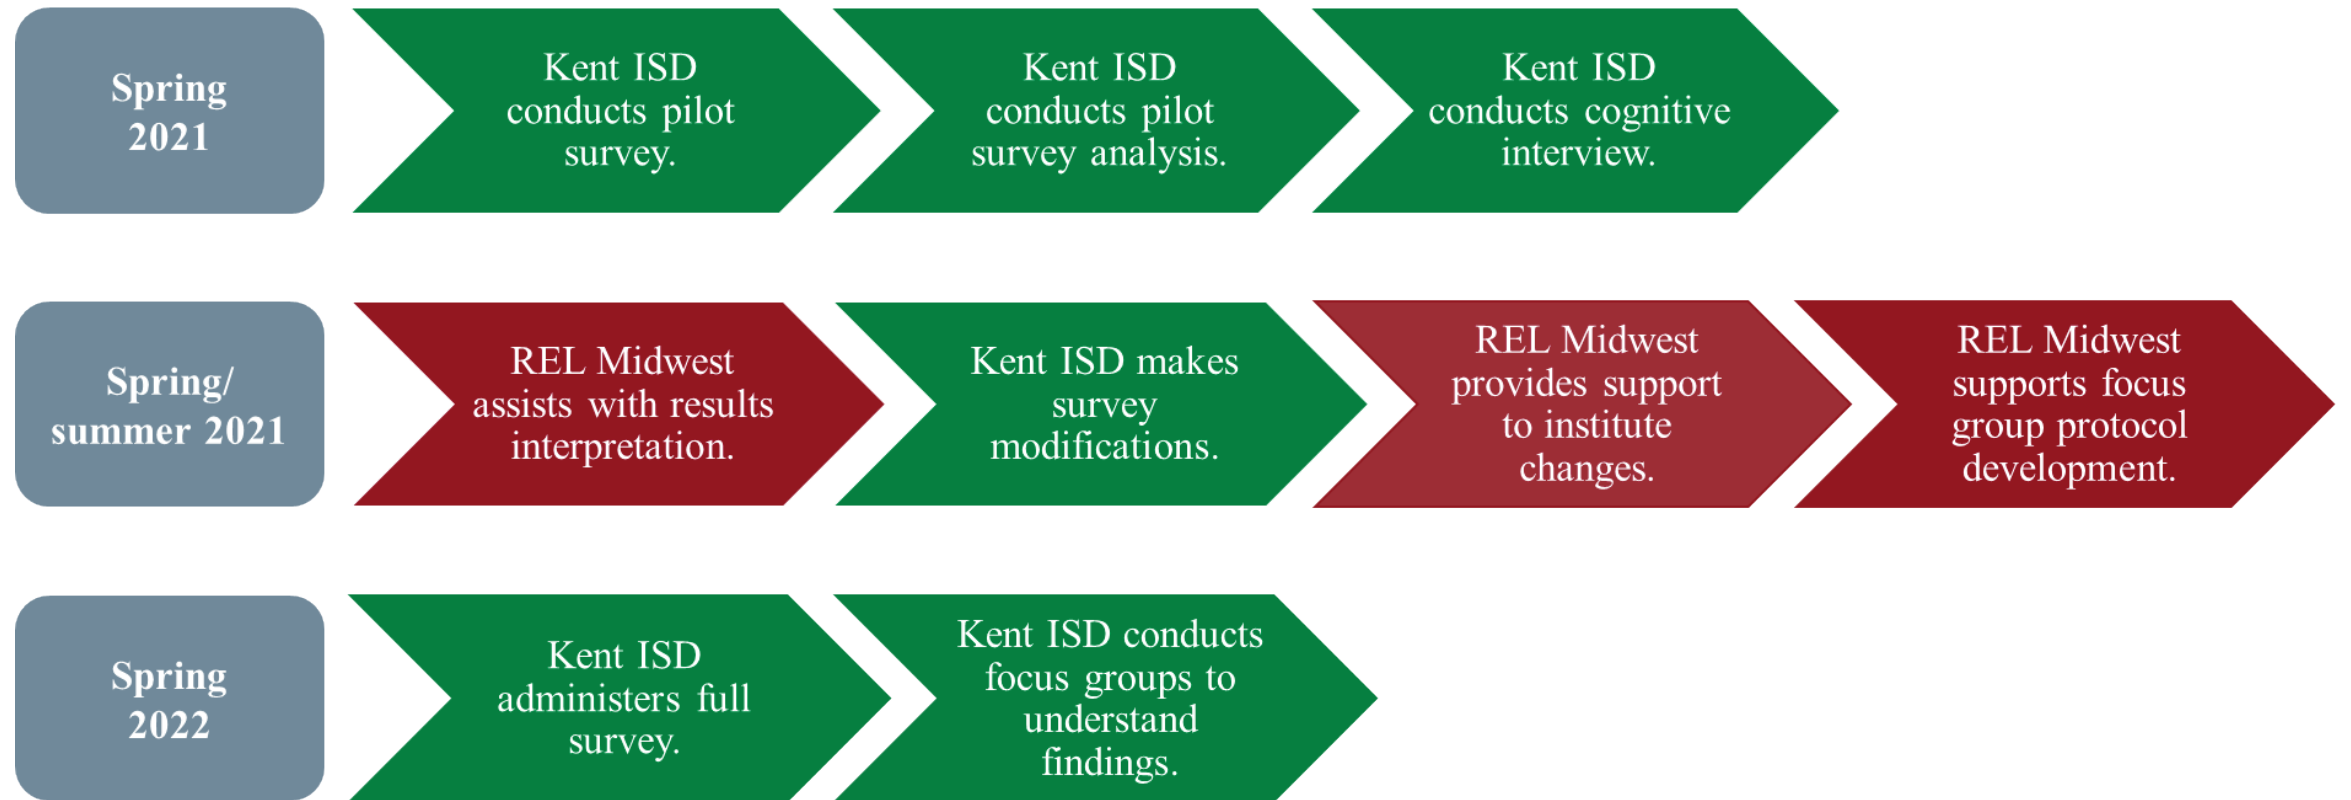 Spring
2021
Kent ISD
conducts pilot
survey.
Kent ISD
conducts pilot
survey analysis.
Kent ISD
conducts cognitive
interview.
Spring/
summer 2021
REL Midwest
assists with results
interpretation.
Kent ISD makes
survey
modifications.
REL Midwest
provides support
to institute
changes.
REL Midwest
supports focus
group protocol
development.
Spring
2022
Kent ISD
administers full
survey.
Kent ISD conducts
focus groups to
understand
findings.